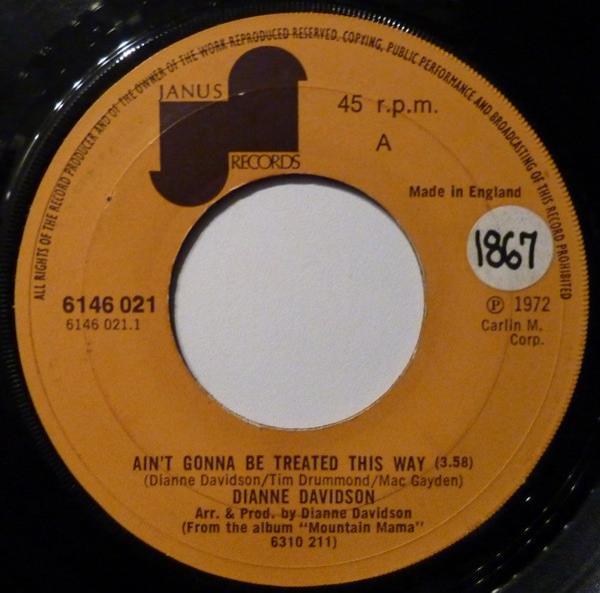 ALL RIGHTS OF THE RECORD PRODUCER AND OF THE OWNER OF THE WORK REPRODUCED RESERVED. COPYING, PUBLIC PERFORMANCE AND BROADCASTING OF THIS RECORD PROHIBITED
JANUS
RECORDS
45 r.p.m.
A
Made in England
1867
6146 021
6146 021.1
℗ 1972
Carlin M.
Corp.
AIN'T GONNA BE TREATED THIS WAY (3.58)
(Dianne Davidson/Tim Drummond/Mac Gayden)
DIANNE DAVIDSON
Arr. & Prod. by Dianne Davidson
(From the album "Mountain Mama"
6310 211)